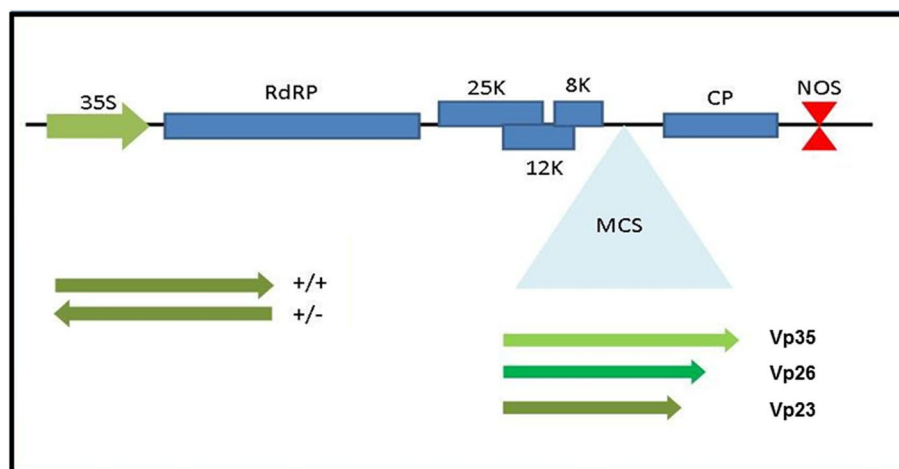 35S
RdRP
25K
8K
CP
NOS
12K
MCS
+/+
+/-
Vp35
Vp26
Vp23